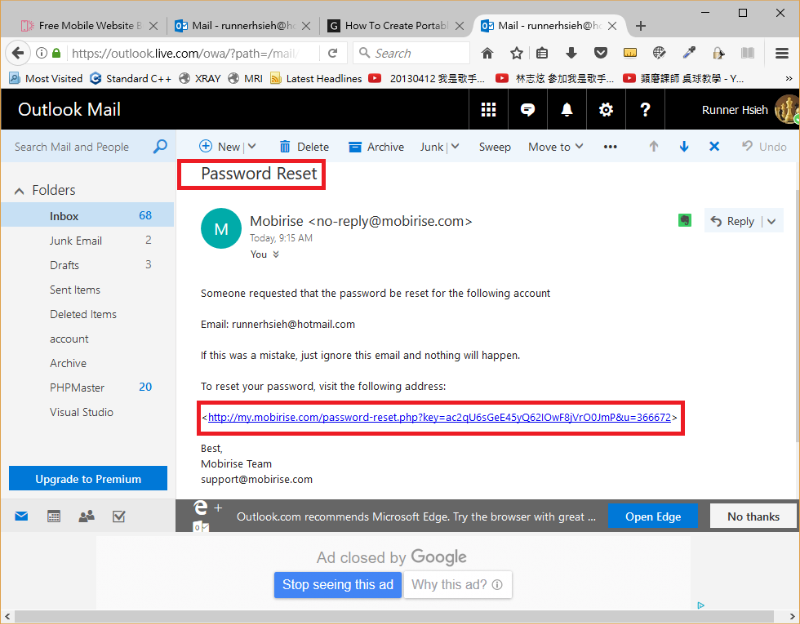 Free Mobile Website B
Mail - runnerhsieh@ho
How To Create Portabl
Mail - runnerhsieh@ho
https://outlook.live.com/owa/?path=/mail/
Search
Most Visited
Standard C++
XRAY
MRI
Latest Headlines
20130412 我是歌手...
林志炫 參加我是歌手...
頡磨講師 桌球教學 - Y...
Outlook Mail
Runner Hsieh
Search Mail and People
New
Delete
Archive
Junk
Sweep
Move to
Undo
Folders
Inbox 68
Junk Email 2
Drafts 3
Sent Items
Deleted Items
account
Archive
PHPMaster 20
Visual Studio
Upgrade to Premium
Password Reset
M
Mobirise <no-reply@mobirise.com>
Today, 9:15 AM
You
Reply
Someone requested that the password be reset for the following account
Email: runnerhsieh@hotmail.com
If this was a mistake, just ignore this email and nothing will happen.
To reset your password, visit the following address:
<http://my.mobirise.com/password-reset.php?key=ac2qU6sGeE45yQ62IOwF8jVrO0JmP&u=366672>
Best,
Mobirise Team
support@mobirise.com
Outlook.com recommends Microsoft Edge. Try the browser with great ...
Open Edge
No thanks
Ad closed by Google
Stop seeing this ad
Why this ad?